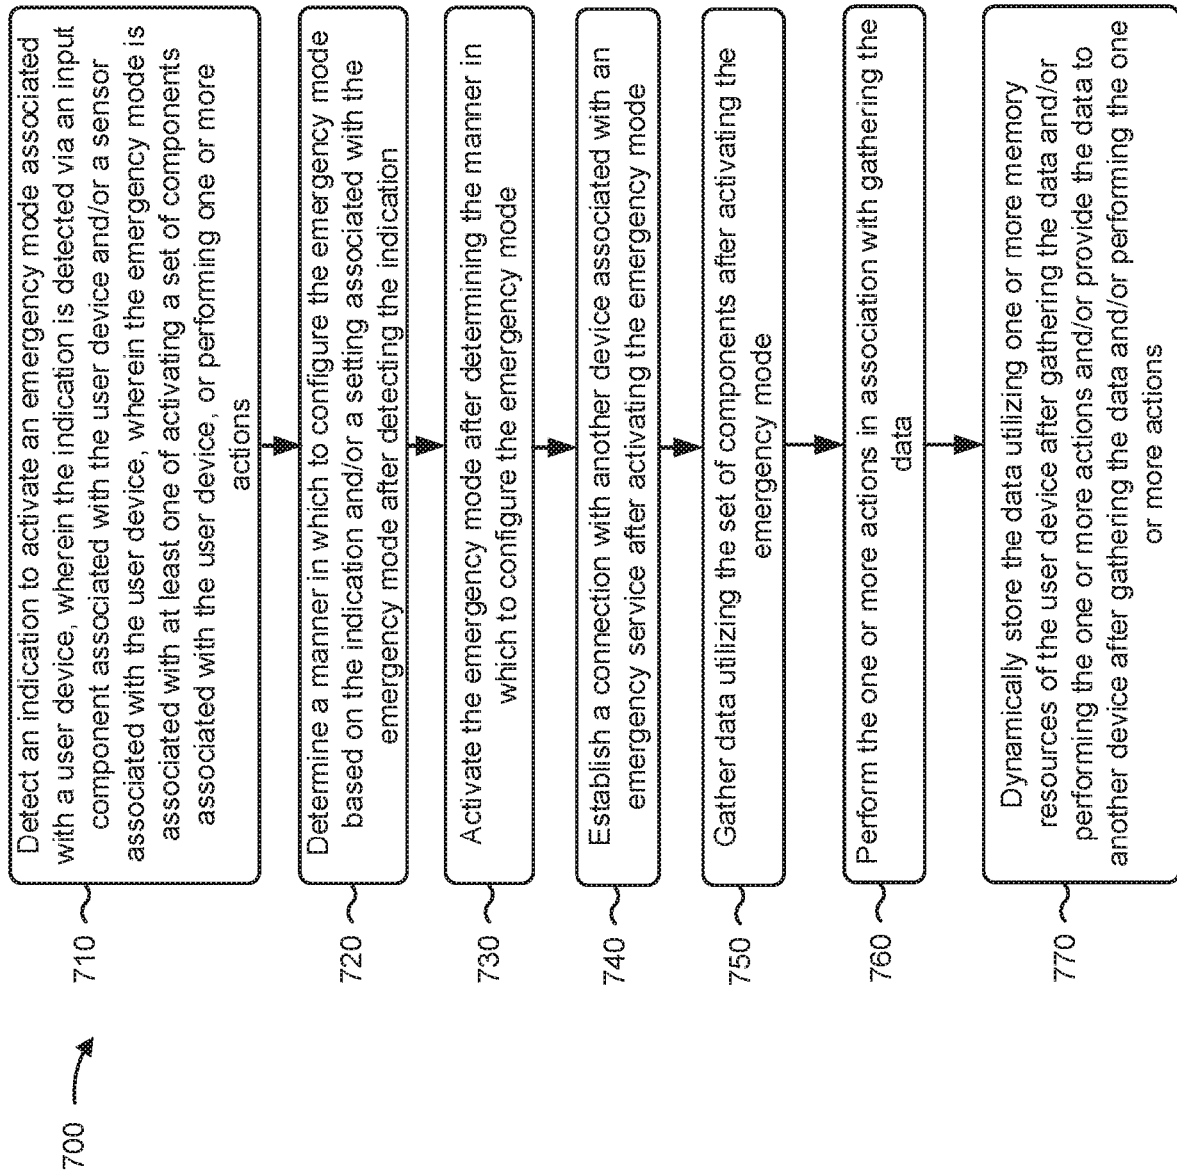 700
710
Detect an indication to activate an emergency mode associated
with a user device, wherein the indication is detected via an input
component associated with the user device and/or a sensor
associated with the user device, wherein the emergency mode is
associated with at least one of activating a set of components
associated with the user device, or performing one or more
actions
720
Determine a manner in which to configure the emergency mode
based on the indication and/or a setting associated with the
emergency mode after detecting the indication
730
Activate the emergency mode after determining the manner in
which to configure the emergency mode
740
Establish a connection with another device associated with an
emergency service after activating the emergency mode
750
Gather data utilizing the set of components after activating the
emergency mode
760
Perform the one or more actions in association with gathering the
data
770
Dynamically store the data utilizing one or more memory
resources of the user device after gathering the data and/or
performing the one or more actions and/or provide the data to
another device after gathering the data and/or performing the one
or more actions